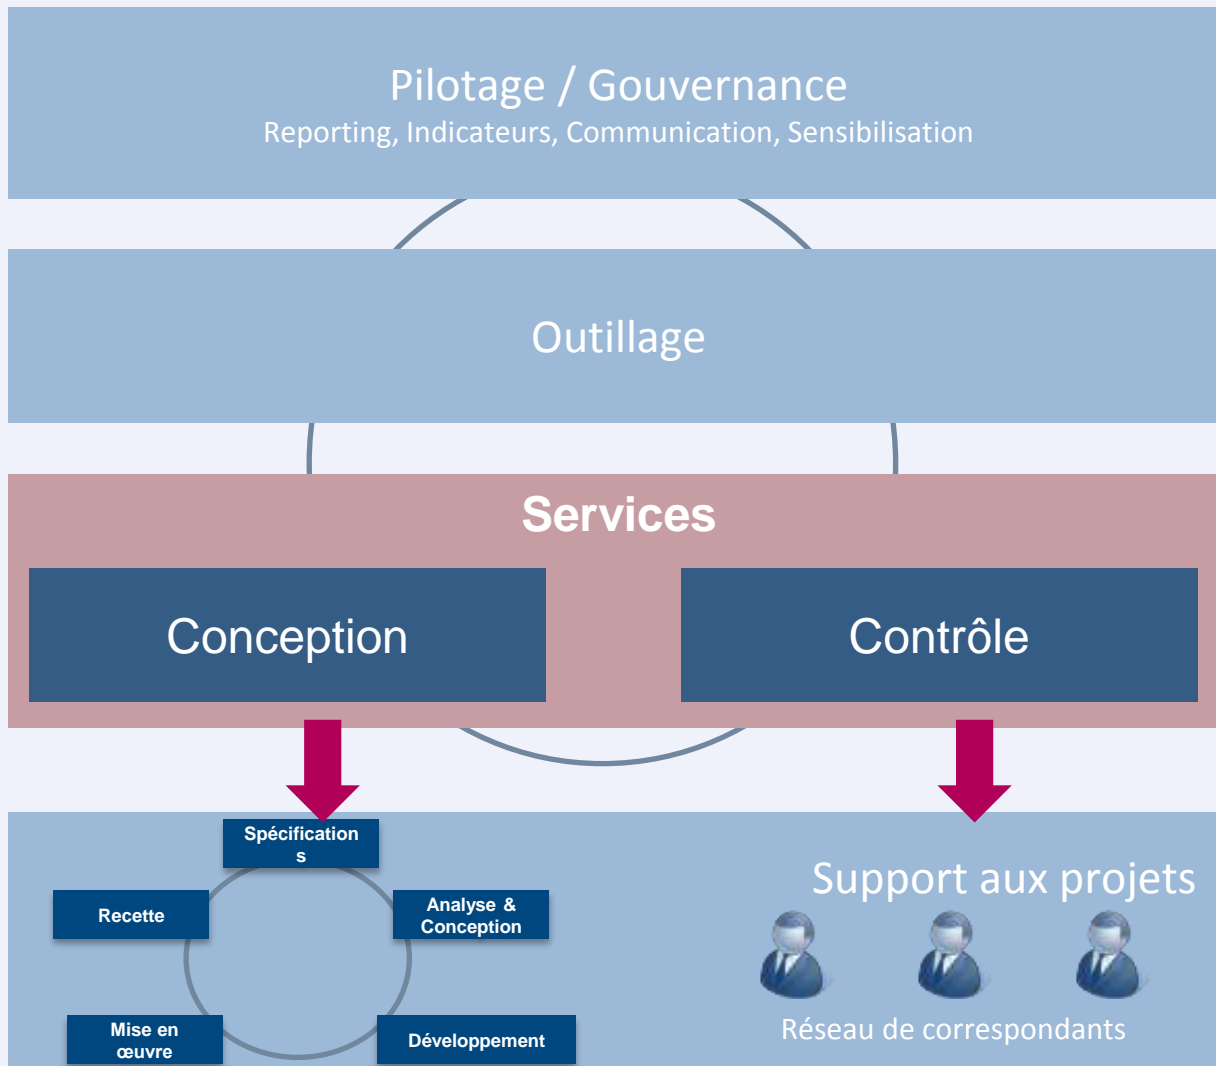 Pilotage / Gouvernance
Reporting, Indicateurs, Communication, Sensibilisation
Outillage
Services
Conception
Contrôle
Spécification
s
Recette
Analyse &
Conception
Mise en
œuvre
Développement
Support aux projets
Réseau de correspondants